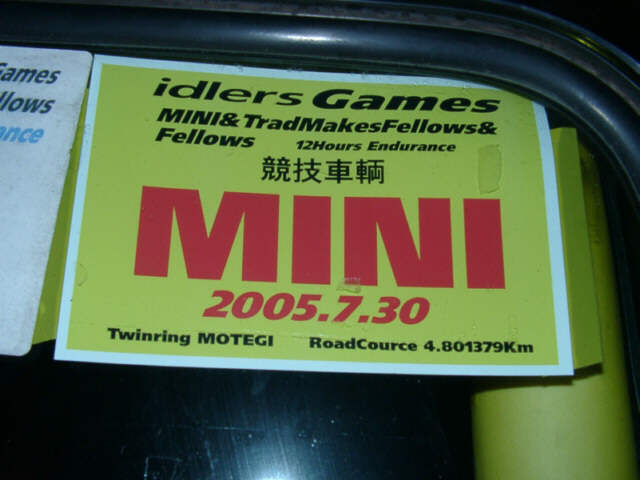 Games
llows
ance
idlers Games
MINI&TradMakesFellows&
Fellows 12Hours Endurance
競技車輌
MINI
2005.7.30
Twinring MOTEGI RoadCource 4.801379Km